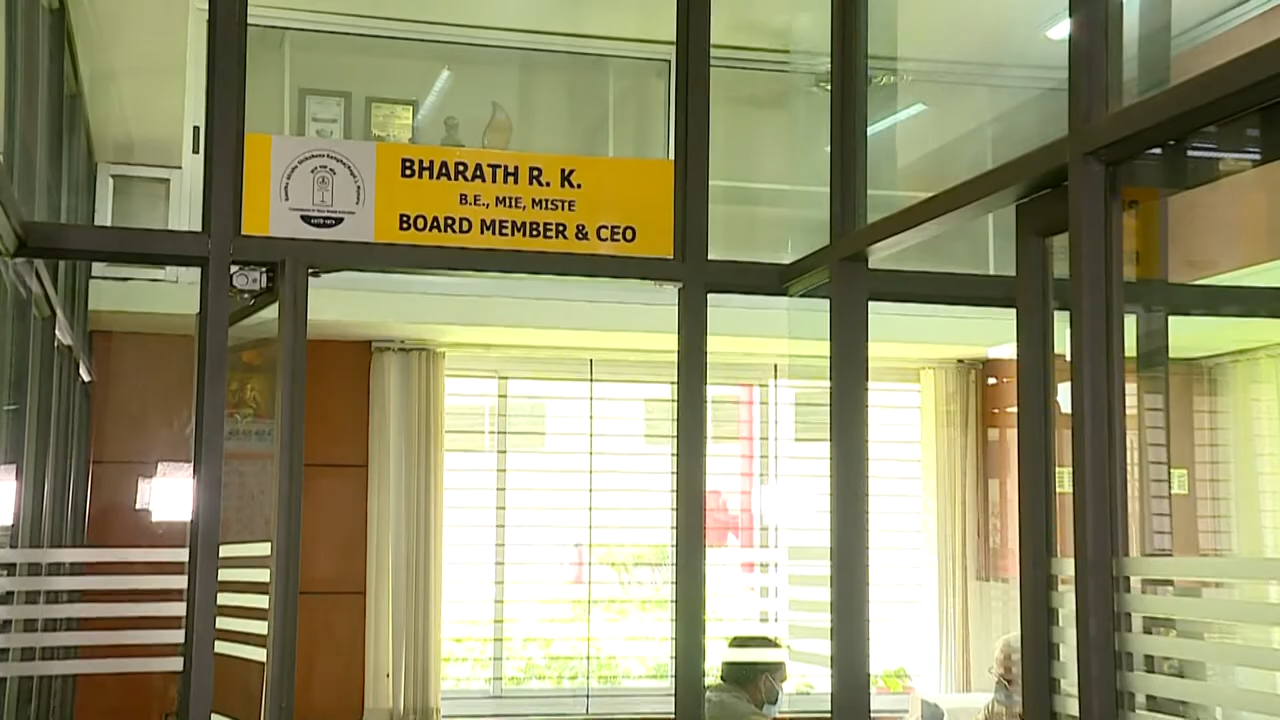 BHARATH R. K.
B.E., MIE, MISTE
BOARD MEMBER & CEO